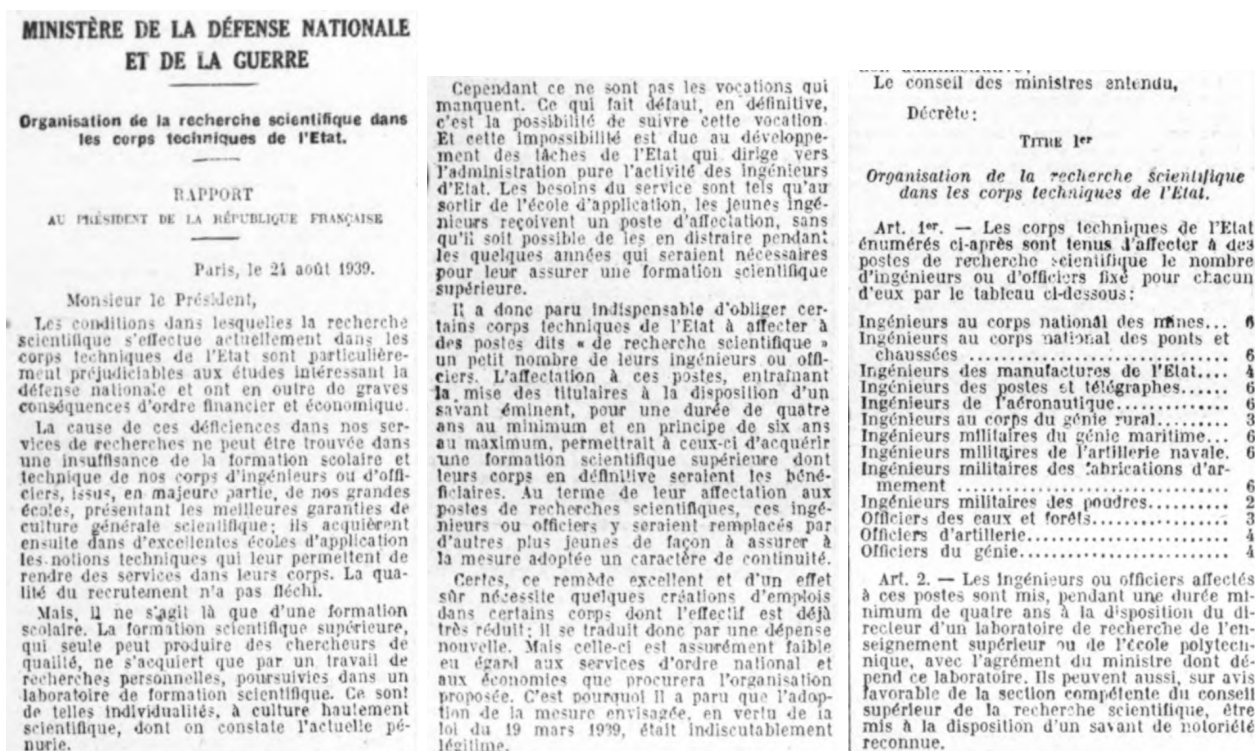 MINISTÈRE DE LA DÉFENSE NATIONALE
ET DE LA GUERRE
Organisation de la recherche scientifique dans
les corps techniques de l'Etat.
RAPPORT
AU PRÉSIDENT DE LA RÉPUBLIQUE FRANÇAISE
Paris, le 24 août 1939.
Monsieur le Président,
Les conditions dans lesquelles la recherche
scientifique s'effectue actuellement dans les
corps techniques de l'Etat sont particulière-
ment préjudiciables aux études intéressant la
défense nationale et ont en outre de graves
conséquences d'ordre financier et économique.
La cause de ces déficiences dans nos ser-
vices de recherches ne peut être trouvée dans
une insuffisance de la formation scolaire et
technique de nos corps d'ingénieurs ou d'offi-
ciers, issus, en majeure partie, de nos grandes
écoles, présentant les meilleures garanties de
culture générale scientifique; ils acquièrent
ensuite dans d'excellentes écoles d'application
les notions techniques qui leur permettent de
rendre des services dans leurs corps. La qua-
lité du recrutement n'a pas fléchi.
Mais, il ne s'agit là que d'une formation
scolaire. La formation scientifique supérieure,
qui seule peut produire des chercheurs de
qualité, ne s'acquiert que par un travail de
recherches personnelles, poursuivies dans un
laboratoire de formation scientifique. Ce sont
de telles individualités, à culture hautement
scientifique, dont on constate l'actuelle pé-
nurie.
Cependant ce ne sont pas les vocations qui
manquent. Ce qui fait défaut, en définitive,
c'est la possibilité de suivre cette vocation.
Et cette impossibilité est due au développe-
ment des tâches de l'Etat qui dirige vers
l'administration pure l'activité des ingénieurs
d'Etat. Les besoins du service sont tels qu'au
sortir de l'école d'application, les jeunes ingé-
nieurs reçoivent un poste d'affectation, sans
qu'il soit possible de les en distraire pendant
les quelques années qui seraient nécessaires
pour leur assurer une formation scientifique
supérieure.
Il a donc paru indispensable d'obliger cer-
tains corps techniques de l'Etat à affecter à
des postes dits « de recherche scientifique »
un petit nombre de leurs ingénieurs ou offi-
ciers. L'affectation à ces postes, entraînant
la mise des titulaires à la disposition d'un
savant éminent, pour une durée de quatre
ans au minimum et en principe de six ans
au maximum, permettrait à ceux-ci d'acquérir
une formation scientifique supérieure dont
leurs corps en définitive seraient les béné-
ficiaires. Au terme de leur affectation aux
postes de recherches scientifiques, ces ingé-
nieurs ou officiers y seraient remplacés par
d'autres plus jeunes de façon à assurer à
la mesure adoptée un caractère de continuité.
Certes, ce remède excellent et d'un effet
sûr nécessite quelques créations d'emplois
dans certains corps dont l'effectif est déjà
très réduit; il se traduit donc par une dépense
nouvelle. Mais celle-ci est assurément faible
eu égard aux services d'ordre national et
aux économies que procurera l'organisation
proposée. C'est pourquoi il a paru que l'adop-
tion de la mesure envisagée, en vertu de la
loi du 19 mars 1939, était indiscutablement
légitime.
Le conseil des ministres antendu,
Décrète:
TITRE 1er
Organisation de la recherche scientifique
dans les corps techniques de l'Etat.
Art. 1er. — Les corps techniques de l'Etat
énumérés ci-après sont tenus d'affecter à des
postes de recherche scientifique le nombre
d'ingénieurs ou d'officiers fixé pour chacun
d'eux par le tableau ci-dessous:
Ingénieurs au corps national des mines... 6
Ingénieurs au corps national des ponts et
chaussées .......................... 6
Ingénieurs des manufactures de l'Etat.... 4
Ingénieurs des postes et télégraphes...... 6
Ingénieurs de l'aéronautique............. 6
Ingénieurs au corps du génie rural........ 3
Ingénieurs militaires du génie maritime... 6
Ingénieurs militaires de l'artillerie navale. 6
Ingénieurs militaires des fabrications d'ar-
mement ............................ 6
Ingénieurs militaires des poudres......... 2
Officiers des eaux et forêts............... 3
Officiers d'artillerie...................... 4
Officiers du génie......................... 4
Art. 2. — Les ingénieurs ou officiers affectés
à ces postes sont mis, pendant une durée mi-
nimum de quatre ans à la disposition du di-
recteur d'un laboratoire de recherche de l'en-
seignement supérieur ou de l'école polytech-
nique, avec l'agrément du ministre dont dé-
pend ce laboratoire. Ils peuvent aussi, sur avis
favorable de la section compétente du conseil
supérieur de la recherche scientifique, être
mis à la disposition d'un savant de notoriété
reconnue.